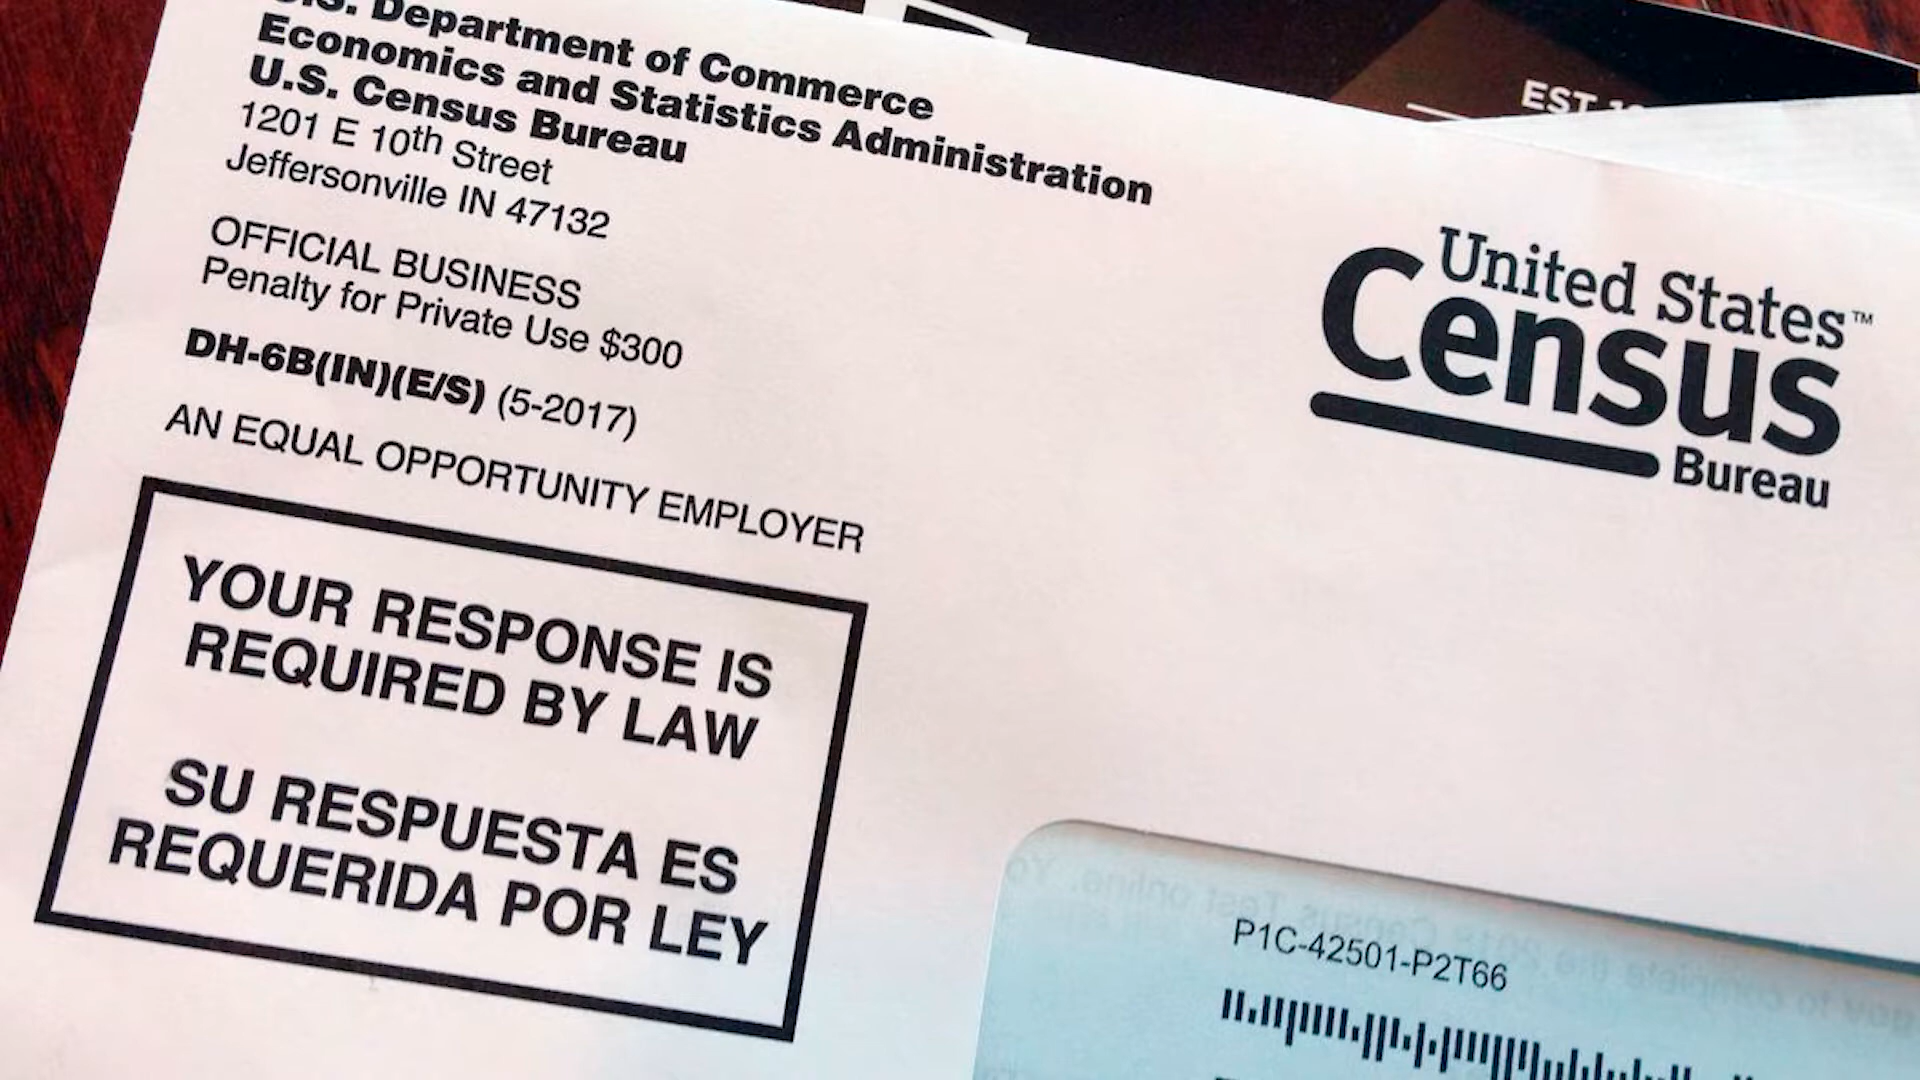 Department of Commerce
Economics and Statistics Administration
U.S. Census Bureau
1201 E 10th Street
Jeffersonville IN 47132
OFFICIAL BUSINESS
Penalty for Private Use $300
DH-6B(IN)(E/S) (5-2017)
AN EQUAL OPPORTUNITY EMPLOYER
YOUR RESPONSE IS
REQUIRED BY LAW
SU RESPUESTA ES
REQUERIDA POR LEY
EST
United States™
Census
Bureau
P1C-42501-P2T66